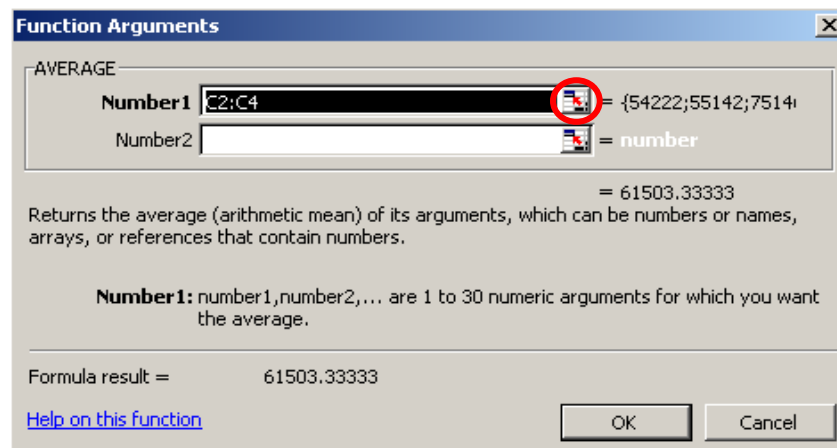 Function Arguments
AVERAGE
Number1 C2:C4 = {54222;55142;7514
Number2 = number
= 61503.33333
Returns the average (arithmetic mean) of its arguments, which can be numbers or names,
arrays, or references that contain numbers.
Number1: number1,number2,... are 1 to 30 numeric arguments for which you want
the average.
Formula result = 61503.33333
Help on this function
OK Cancel